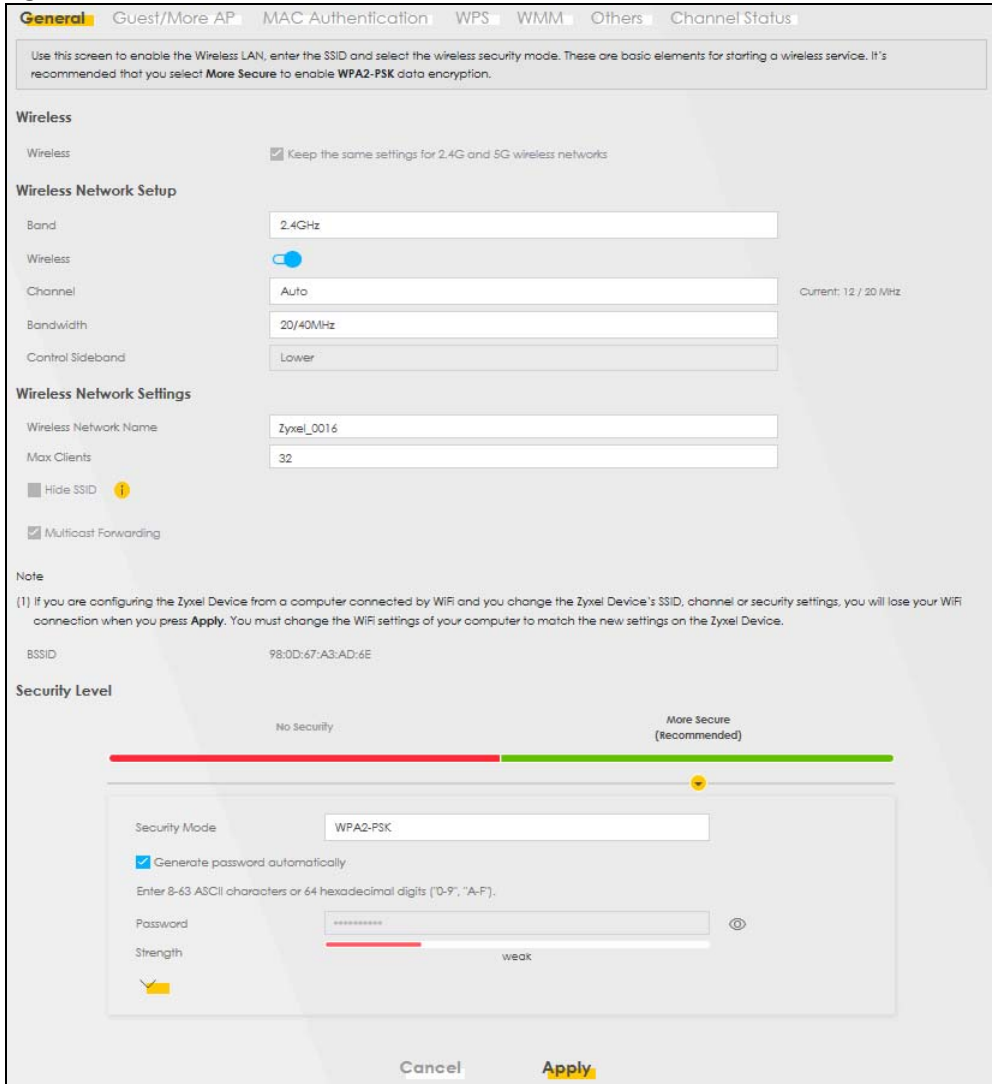 General Guest/More AP MAC Authentication WPS WMM Others Channel Status
Use this screen to enable the Wireless LAN, enter the SSID and select the wireless security mode. These are basic elements for starting a wireless service. It's
recommended that you select More Secure to enable WPA2-PSK data encryption.
Wireless
Wireless Keep the same settings for 2.4G and 5G wireless networks
Wireless Network Setup
Band 2.4GHz
Wireless
Channel Auto Current: 12 / 20 MHz
Bandwidth 20/40MHz
Control Sideband Lower
Wireless Network Settings
Wireless Network Name Zyxel_0016
Max Clients 32
Hide SSID i
Multicast Forwarding
Note
(1) If you are configuring the Zyxel Device from a computer connected by WiFi and you change the Zyxel Device's SSID, channel or security settings, you will lose your WiFi
connection when you press Apply. You must change the WiFi settings of your computer to match the new settings on the Zyxel Device.
BSSID 98:0D:67:A3:AD:6E
Security Level
No Security More Secure
(Recommended)
Security Mode WPA2-PSK
Generate password automatically
Enter 8-63 ASCII characters or 64 hexadecimal digits ("0-9", "A-F").
Password **********
Strength weak
Cancel Apply